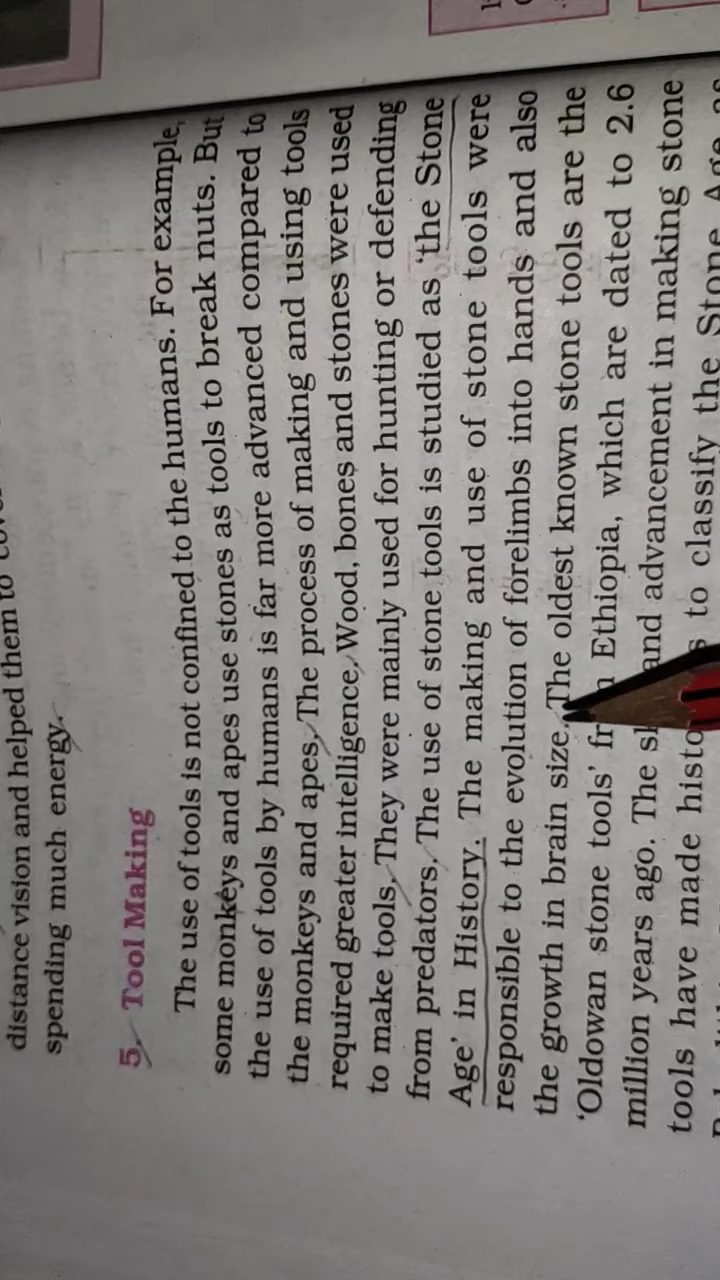 distance vision and helped them to
spending much energy.
5. Tool Making
The use of tools is not confined to the humans. For example,
some monkeys and apes use stones as tools to break nuts. But
the use of tools by humans is far more advanced compared to
the monkeys and apes. The process of making and using tools
required greater intelligence. Wood, bones and stones were used
to make tools. They were mainly used for hunting or defending
from predators. The use of stone tools is studied as ‘the Stone
Age’ in History. The making and use of stone tools were
responsible to the evolution of forelimbs into hands and also
the growth in brain size. The oldest known stone tools are the
‘Oldowan stone tools’ Ethiopia, which are dated to 2.6
million years ago. The and advancement in making stone
tools have made to classify the Stone Age as